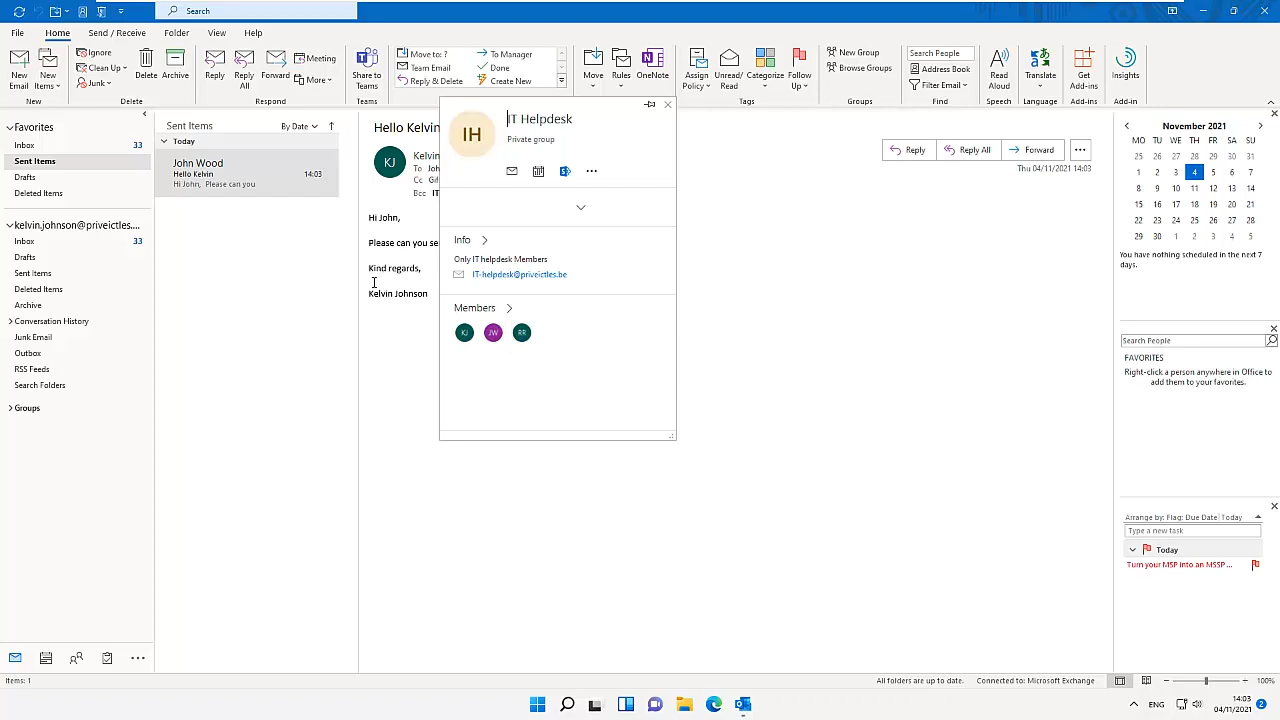 Search
File Home Send / Receive Folder View Help
New Email
New Items
New
Ignore
Clean Up
Junk
Delete
Archive
Delete
Reply
Reply All
Forward
Meeting
More
Respond
Share to Teams
Teams
Move to: ?
Team Email
Reply & Delete
To Manager
Done
Create New
Move
Rules
OneNote
Assign Policy
Unread/ Read
Categorize
Follow Up
Tags
New Group
Browse Groups
Groups
Search People
Address Book
Filter Email
Find
Read Aloud
Speech
Translate
Language
Get Add-ins
Add-ins
Insights
Add-in
Favorites
Inbox 33
Sent Items
Drafts
Deleted Items
kelvin.johnson@priveictles....
Inbox 33
Drafts
Sent Items
Deleted Items
Archive
Conversation History
Junk Email
Outbox
RSS Feeds
Search Folders
Groups
Sent Items By Date
Today
John Wood
Hello Kelvin 14:03
Hi John, Please can you
Hello Kelvin
KJ
Kelvin
To Joh
Cc Gif
Bcc IT
Reply Reply All Forward
Thu 04/11/2021 14:03
Hi John,
Please can you se
Kind regards,
Kelvin Johnson
IH
IT Helpdesk
Private group
Info
Only IT helpdesk Members
IT-helpdesk@priveictles.be
Members
KJ JW RR
November 2021
MO TU WE TH FR SA SU
25 26 27 28 29 30 31
1 2 3 4 5 6 7
8 9 10 11 12 13 14
15 16 17 18 19 20 21
22 23 24 25 26 27 28
29 30 1 2 3 4 5
You have nothing scheduled in the next 7
days.
Search People
FAVORITES
Right-click a person anywhere in Office to
add them to your favorites.
Arrange by: Flag: Due Date Today
Type a new task
Today
Turn your MSP into an MSSP ...
Items: 1
All folders are up to date. Connected to: Microsoft Exchange 100%
ENG
14:03
04/11/2021
2